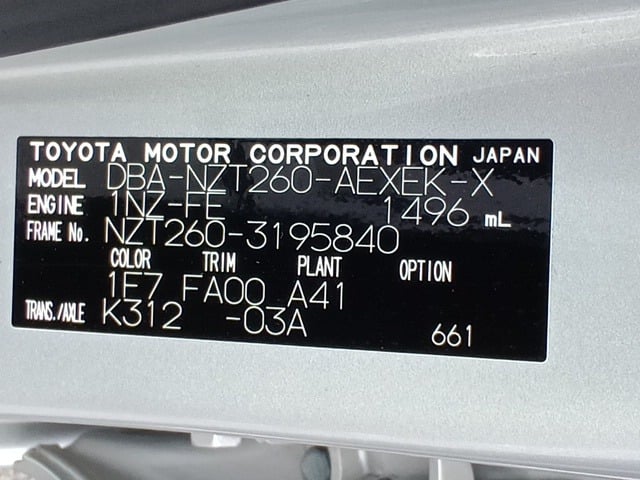 TOYOTA MOTOR CORPORATION JAPAN
MODEL DBA-NZT260-AEXEK-X
ENGINE 1NZ-FE 1496 mL
FRAME No. NZT260-3195840
COLOR TRIM PLANT OPTION
1E7 FA00 A41
TRANS./AXLE K312 -03A 661